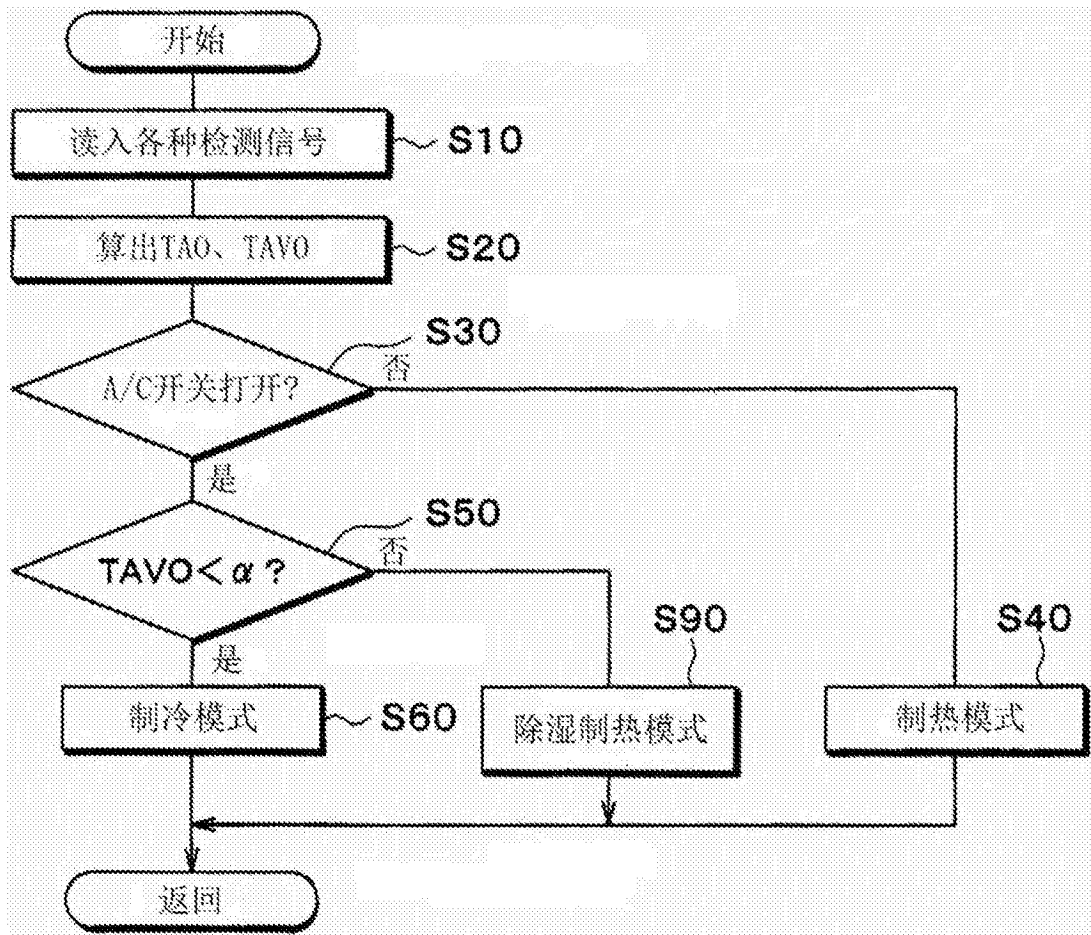 开始
读入各种检测信号
S10
算出TAO、TAVO
S20
S30
A/C开关打开?
否
是
S50
TAVO<α?
否
是
S90
S40
制冷模式
S60
除湿制热模式
制热模式
返回